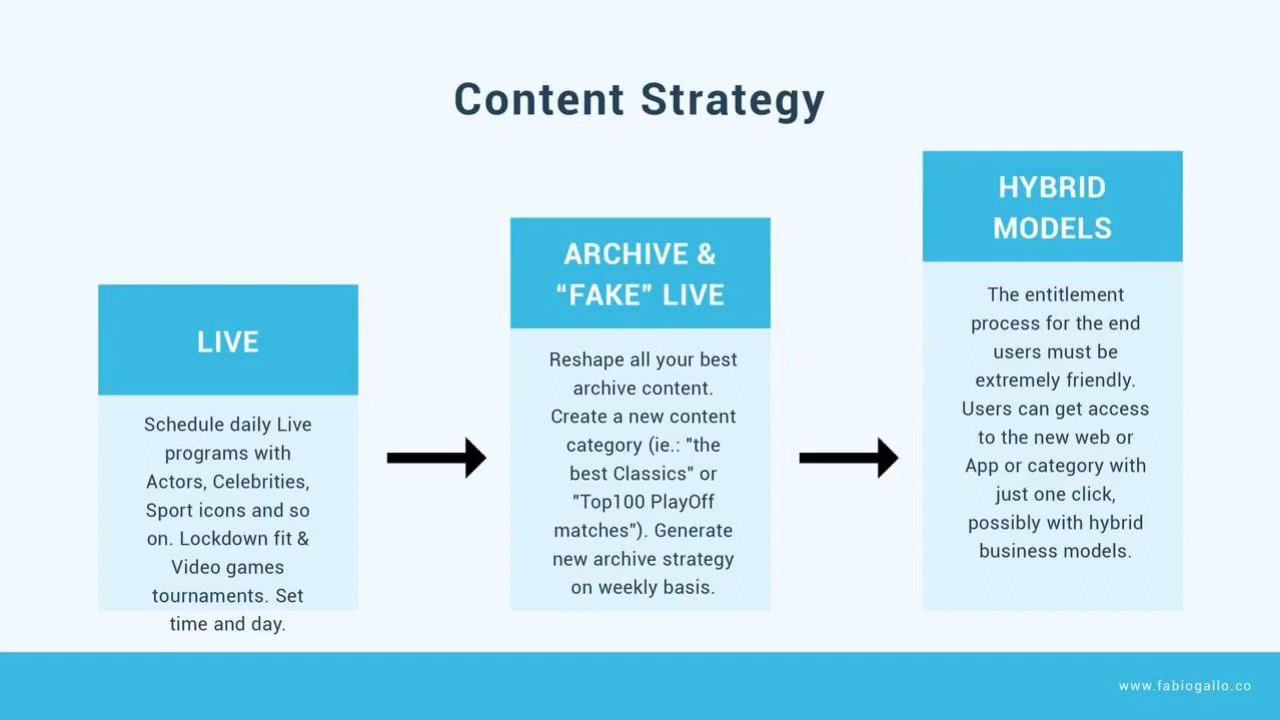 Content Strategy
LIVE
Schedule daily Live
programs with
Actors, Celebrities,
Sport icons and so
on. Lockdown fit &
Video games
tournaments. Set
time and day.
ARCHIVE &
“FAKE” LIVE
Reshape all your best
archive content.
Create a new content
category (ie.: "the
best Classics" or
"Top100 PlayOff
matches"). Generate
new archive strategy
on weekly basis.
HYBRID
MODELS
The entitlement
process for the end
users must be
extremely friendly.
Users can get access
to the new web or
App or category with
just one click,
possibly with hybrid
business models.
www.fabiogallo.co